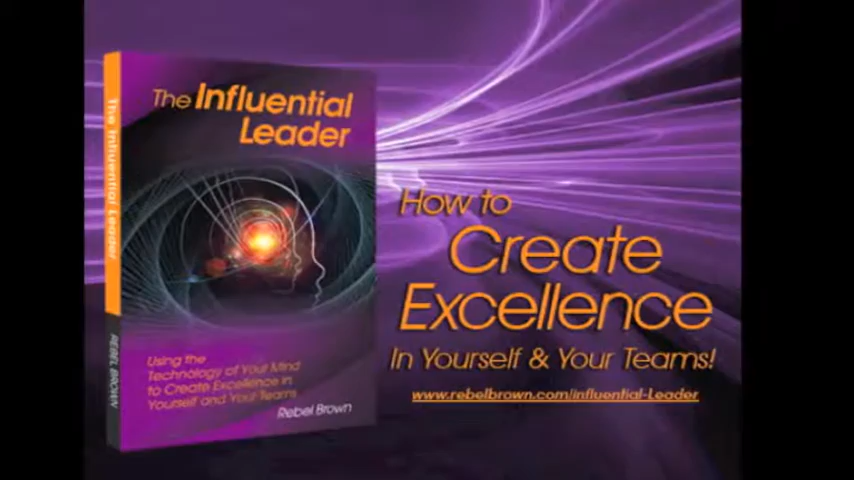 The Influential Leader
REBEL BROWN
The Influential
Leader
Using the
Technology of Your Mind
to Create Excellence in
Yourself and Your Teams
Rebel Brown
How to
Create
Excellence
In Yourself & Your Teams!
www.rebelbrown.com/influential-Leader